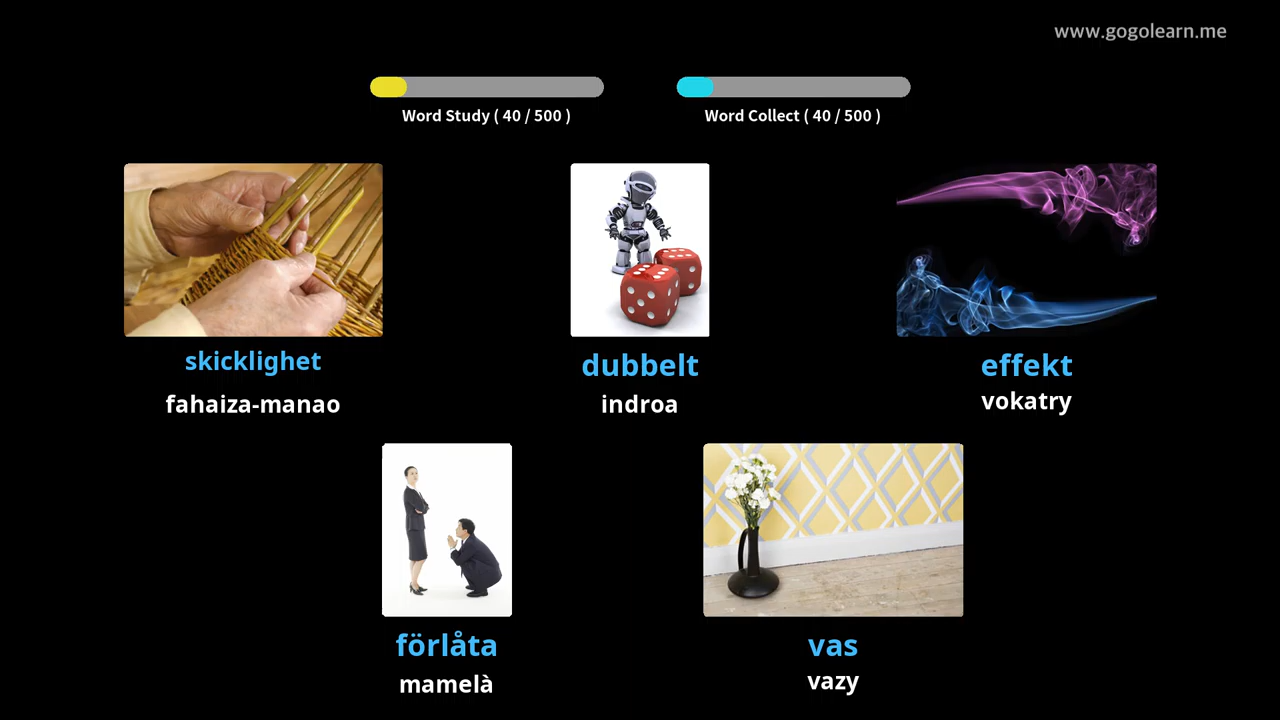 www.gogolearn.me
Word Study ( 40 / 500 )
Word Collect ( 40 / 500 )
skicklighet
fahaiza-manao
dubbelt
indroa
effekt
vokatry
förlåta
mamelà
vas
vazy